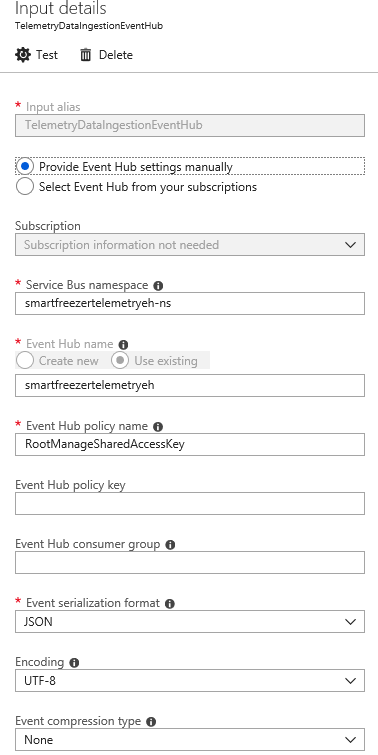 Input details
TelemetryDataIngestionEventHub
Test Delete
* Input alias
TelemetryDataIngestionEventHub
Provide Event Hub settings manually
Select Event Hub from your subscriptions
Subscription
Subscription information not needed
* Service Bus namespace
smartfreezertelemetryeh-ns
* Event Hub name
Create new Use existing
smartfreezertelemetryeh
* Event Hub policy name
RootManageSharedAccessKey
Event Hub policy key
Event Hub consumer group
* Event serialization format
JSON
Encoding
UTF-8
Event compression type
None